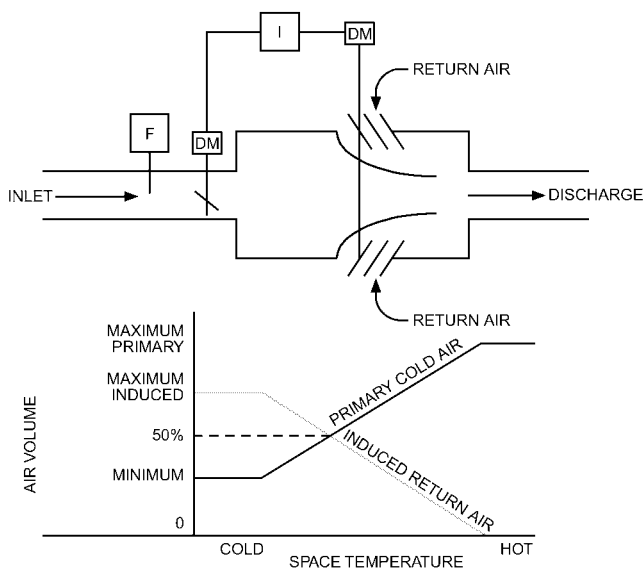 I
DM
RETURN AIR
F
DM
INLET
DISCHARGE
RETURN AIR
MAXIMUM
PRIMARY
MAXIMUM
INDUCED
50%
MINIMUM
0
AIR VOLUME
PRIMARY COLD AIR
INDUCED RETURN AIR
COLD
HOT
SPACE TEMPERATURE